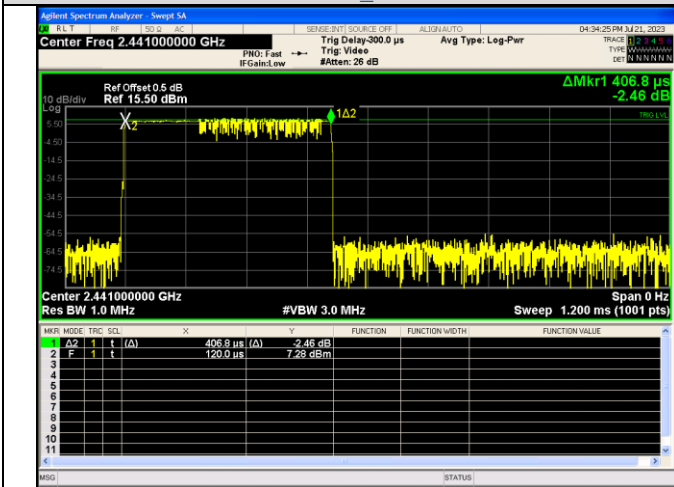 Agilent Spectrum Analyzer - Swept SA
RLT RF 50 Ω AC SENSE:INT SOURCE OFF ALIGN AUTO 04:34:25 PM Jul 21, 2023
Center Freq 2.441000000 GHz Trig Delay-300.0 µs Avg Type: Log-Pwr TRACE 1 2 3 4 5 6
PNO: Fast Trig: Video TYPE W
IFGain:Low #Atten: 26 dB DET N N N N N N
ΔMkr1 406.8 µs
-2.46 dB
Ref Offset 0.5 dB
10 dB/div Ref 15.50 dBm
Log
TRIG LVL
1Δ2
X2
5.50
-4.50
-14.5
-24.5
-34.5
-44.5
-54.5
-64.5
-74.5
Center 2.441000000 GHz Span 0 Hz
Res BW 1.0 MHz #VBW 3.0 MHz Sweep 1.200 ms (1001 pts)
MKR MODE TRC SCL X Y FUNCTION FUNCTION WIDTH FUNCTION VALUE
1 Δ2 1 t (Δ) 406.8 µs (Δ) -2.46 dB
2 F 1 t 120.0 µs 7.28 dBm
3
4
5
6
7
8
9
10
11
MSG STATUS